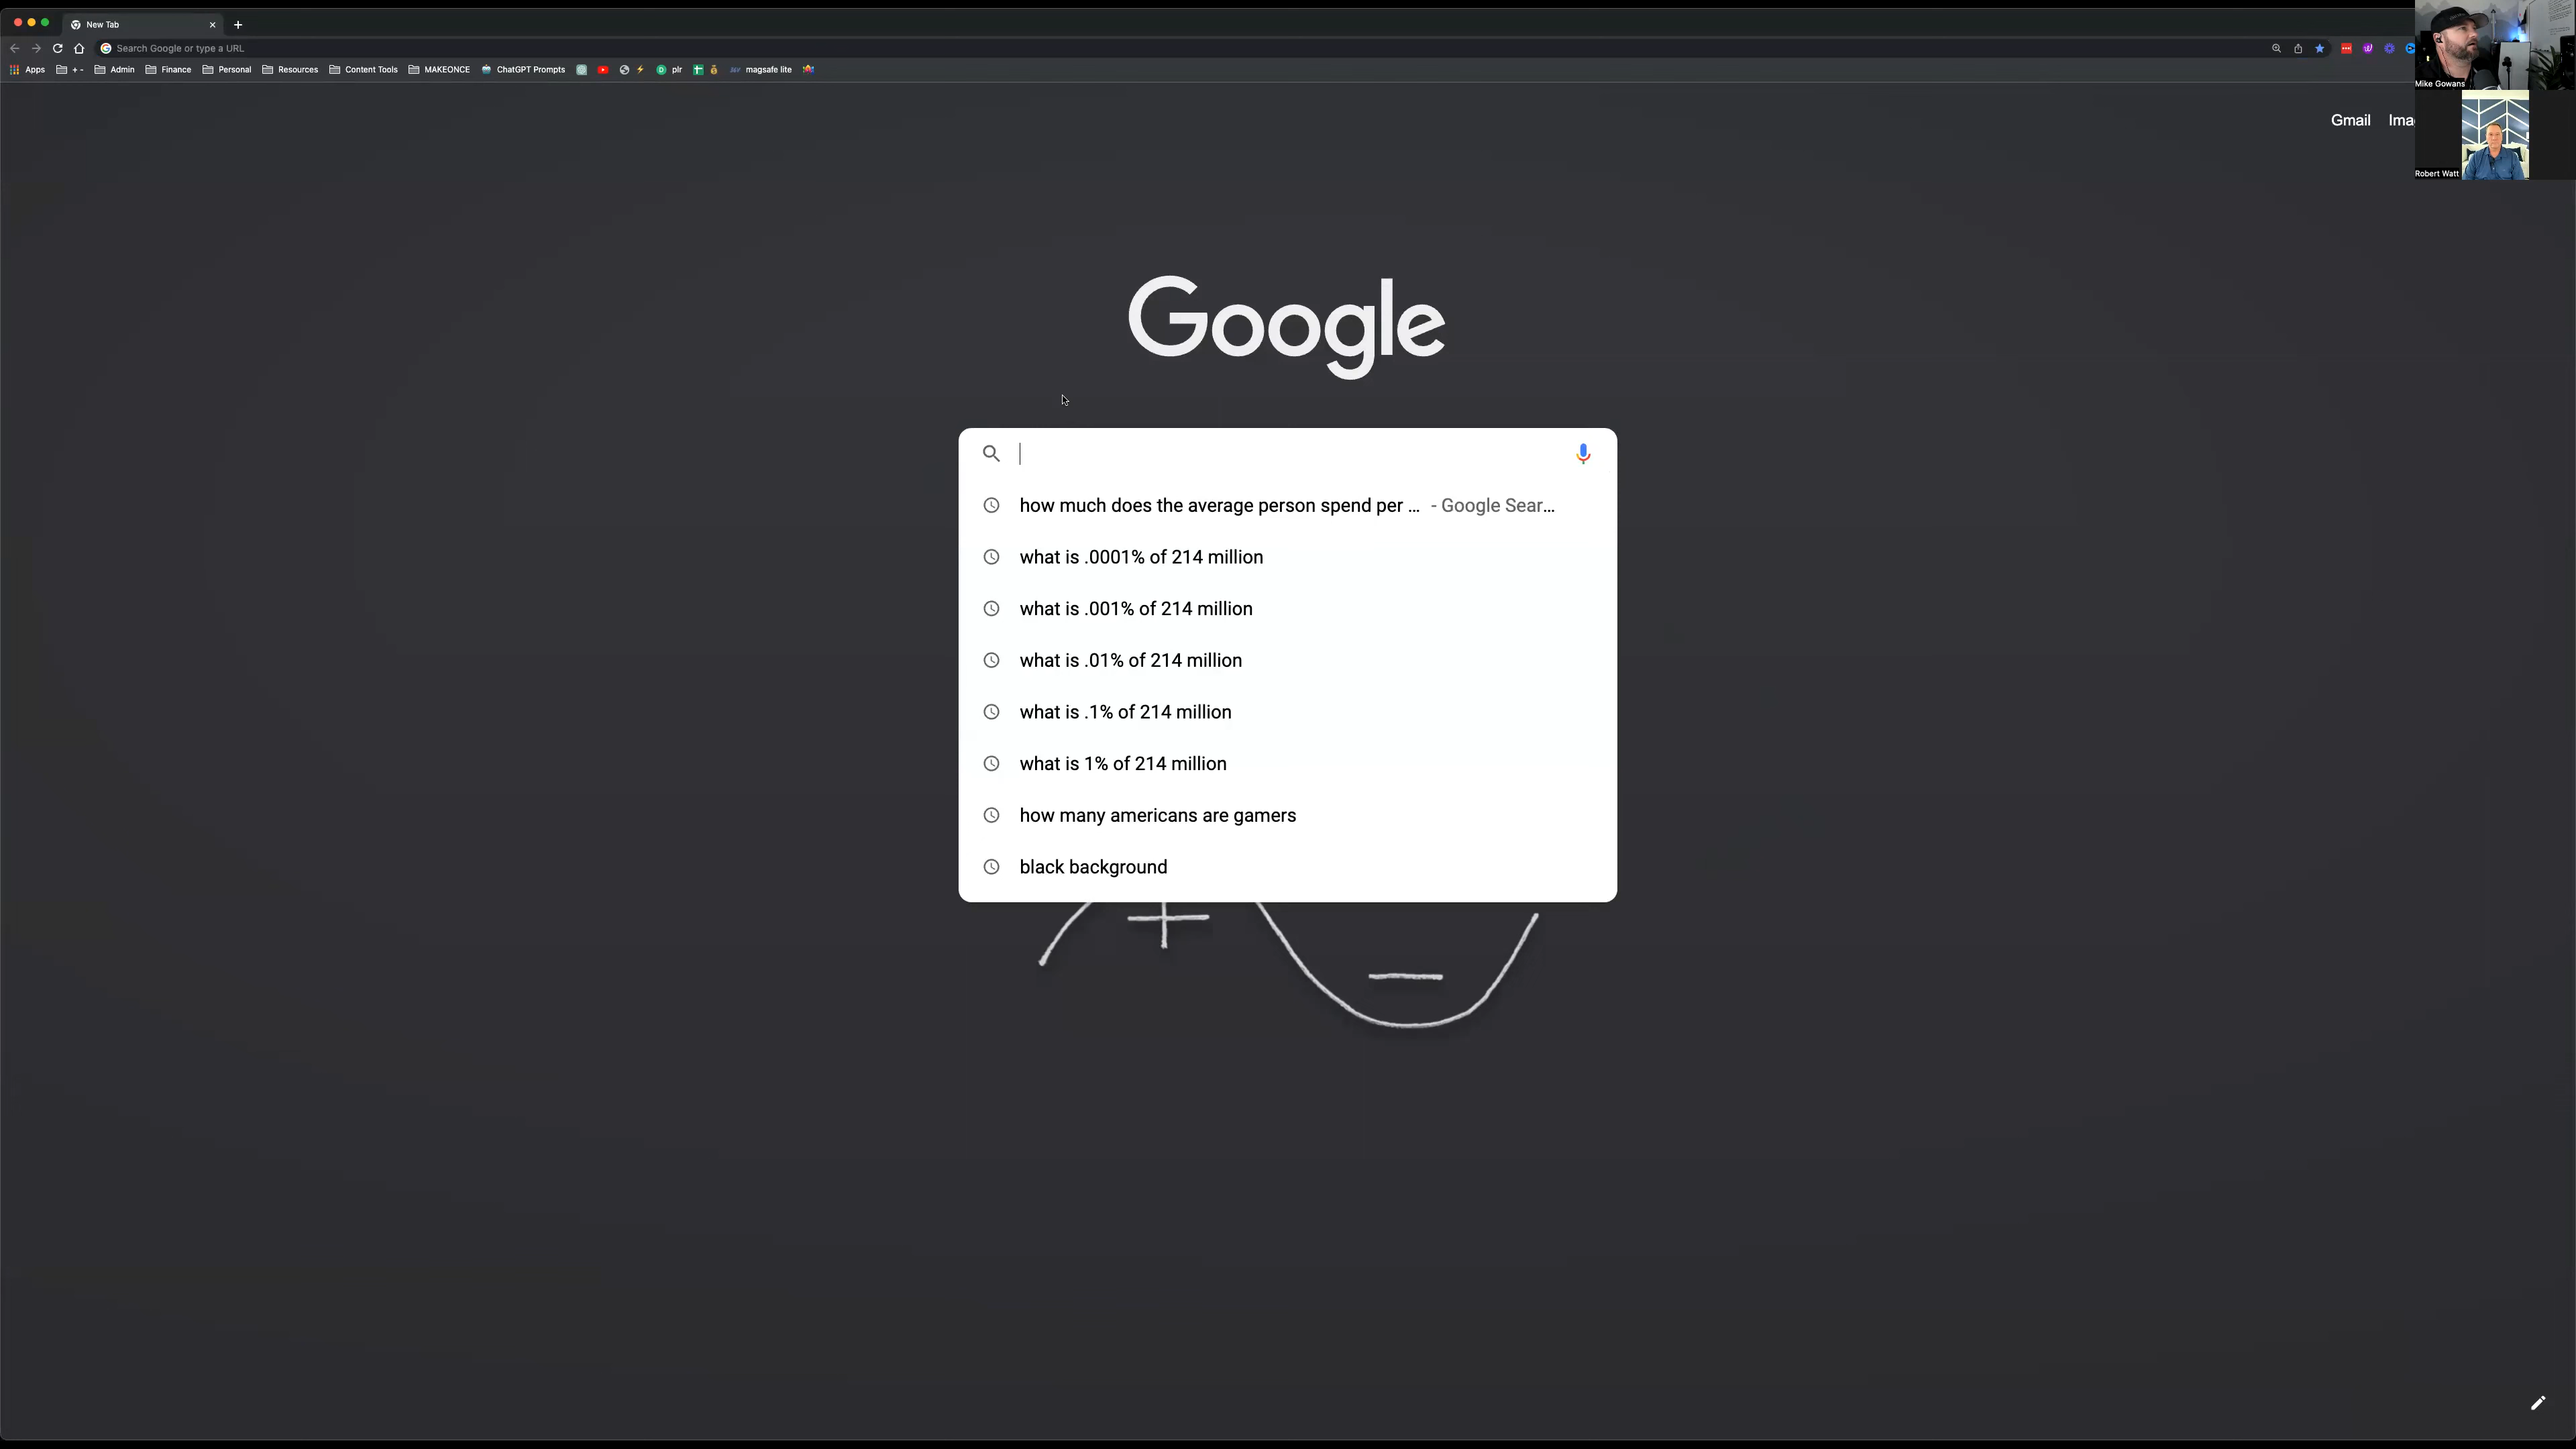 New Tab
Search Google or type a URL
Apps + - Admin Finance Personal Resources Content Tools MAKEONCE ChatGPT Prompts plr magsafe lite
Mike Gowans
Gmail Ima
Robert Watt
Google
how much does the average person spend per ... - Google Sear...
what is .0001% of 214 million
what is .001% of 214 million
what is .01% of 214 million
what is .1% of 214 million
what is 1% of 214 million
how many americans are gamers
black background
+
−